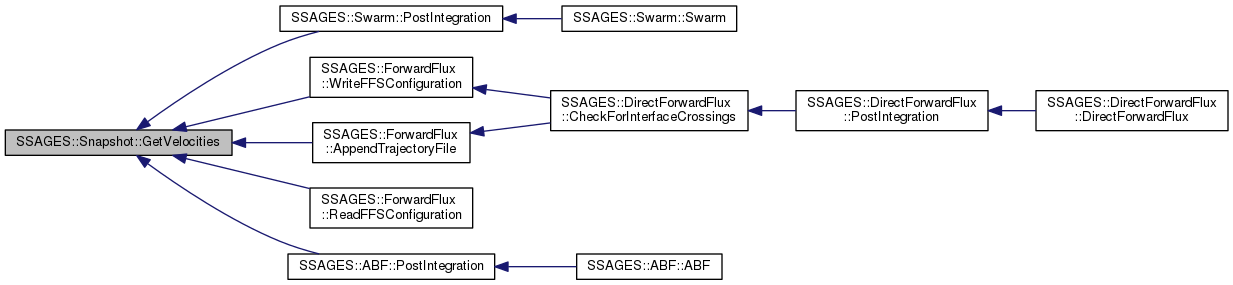 SSAGES::Swarm::PostIntegration
SSAGES::Swarm::Swarm
SSAGES::ForwardFlux
::WriteFFSConfiguration
SSAGES::DirectForwardFlux
::CheckForInterfaceCrossings
SSAGES::DirectForwardFlux
::PostIntegration
SSAGES::DirectForwardFlux
::DirectForwardFlux
SSAGES::Snapshot::GetVelocities
SSAGES::ForwardFlux
::AppendTrajectoryFile
SSAGES::ForwardFlux
::ReadFFSConfiguration
SSAGES::ABF::PostIntegration
SSAGES::ABF::ABF